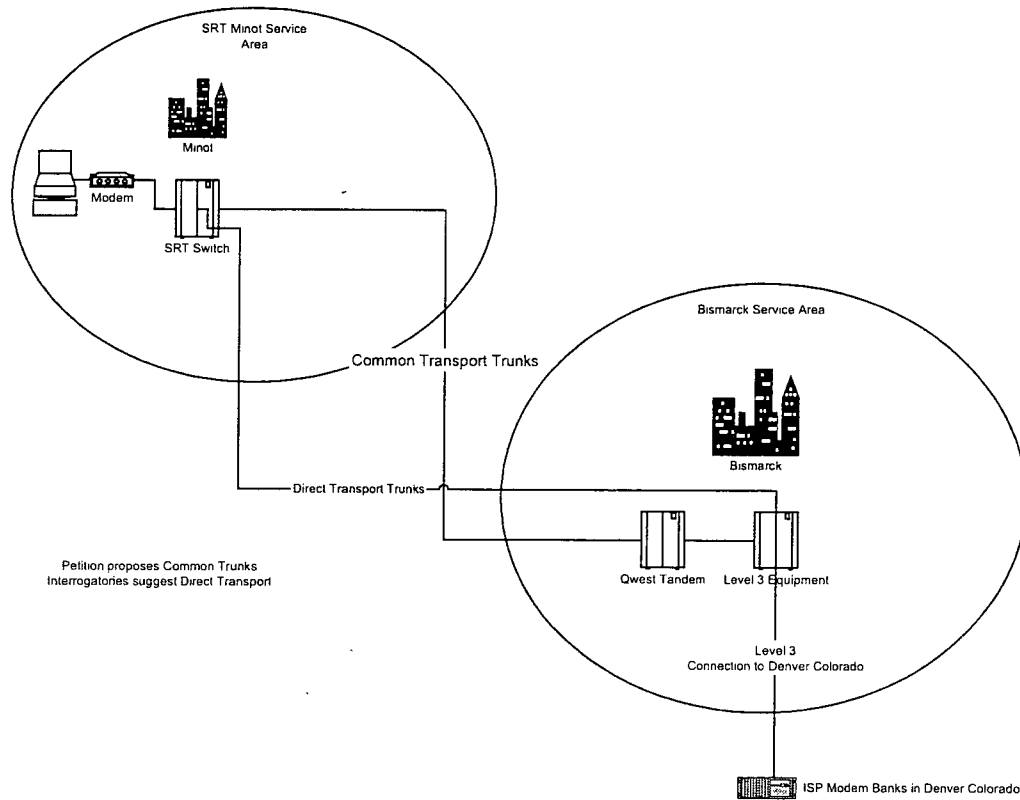 SRT Minot Service
Area
Minot
Modem
SRT Switch
Common Transport Trunks
Bismarck Service Area
Bismarck
Direct Transport Trunks
Qwest Tandem
Level 3 Equipment
Petition proposes Common Trunks
Interrogatories suggest Direct Transport
Level 3
Connection to Denver Colorado
ISP Modem Banks in Denver Colorado